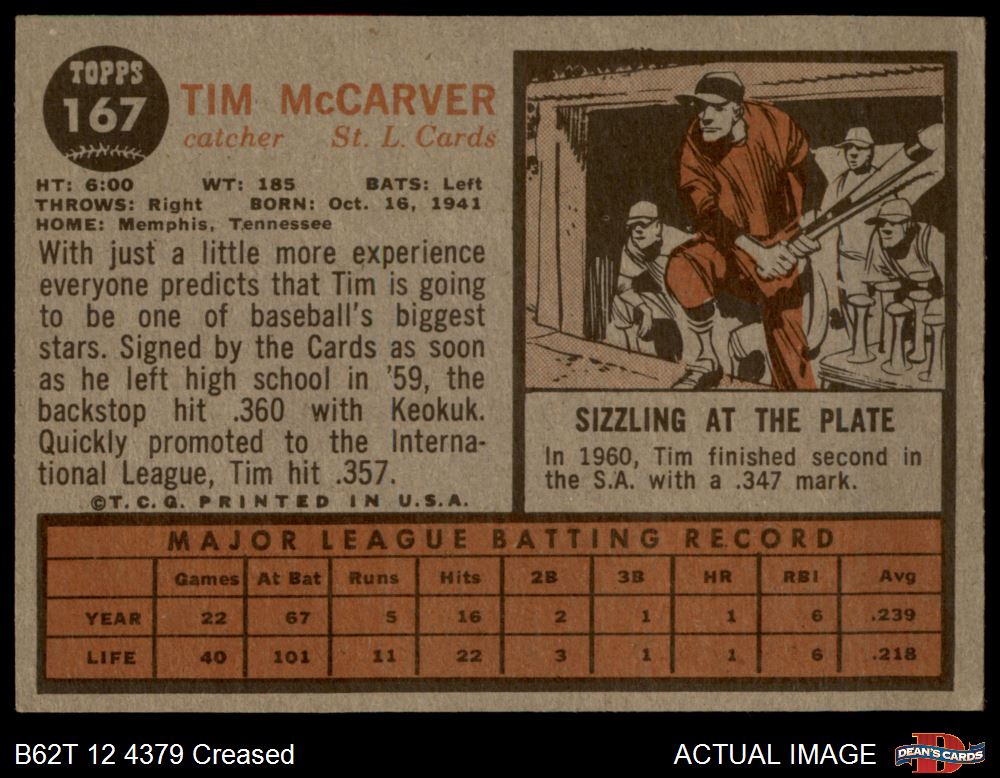 TOPPS
167
TIM McCARVER
catcher St. L. Cards
HT: 6:00 WT: 185 BATS: Left
THROWS: Right BORN: Oct. 16, 1941
HOME: Memphis, Tennessee
With just a little more experience
everyone predicts that Tim is going
to be one of baseball's biggest
stars. Signed by the Cards as soon
as he left high school in '59, the
backstop hit .360 with Keokuk.
Quickly promoted to the Interna-
tional League, Tim hit .357.
©T.C.G. PRINTED IN U.S.A.
SIZZLING AT THE PLATE
In 1960, Tim finished second in
the S.A. with a .347 mark.
MAJOR LEAGUE BATTING RECORD
Games At Bat Runs Hits 2B 3B HR RBI Avg
YEAR 22 67 5 16 2 1 1 6 .239
LIFE 40 101 11 22 3 1 1 6 .218
B62T 12 4379 Creased
ACTUAL IMAGE
DEAN'S CARDS